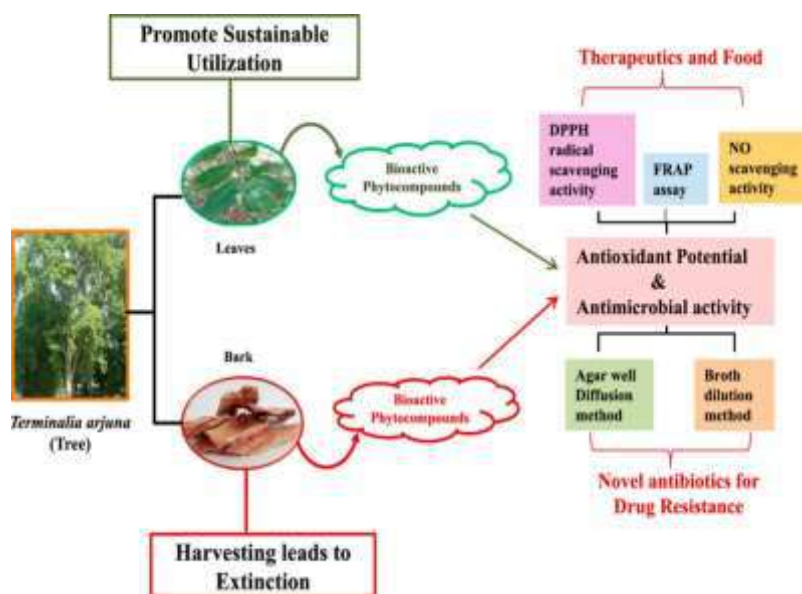 Promote Sustainable
Utilization
Leaves
Bioactive
Phytocompounds
Terminalia arjuna
(Tree)
Bark
Bioactive
Phytocompounds
Harvesting leads to
Extinction
Therapeutics and Food
DPPH
radical
scavenging
activity
FRAP
assay
NO
scavenging
activity
Antioxidant Potential
&
Antimicrobial activity
Agar well
Diffusion
method
Broth
dilution
method
Novel antibiotics for
Drug Resistance